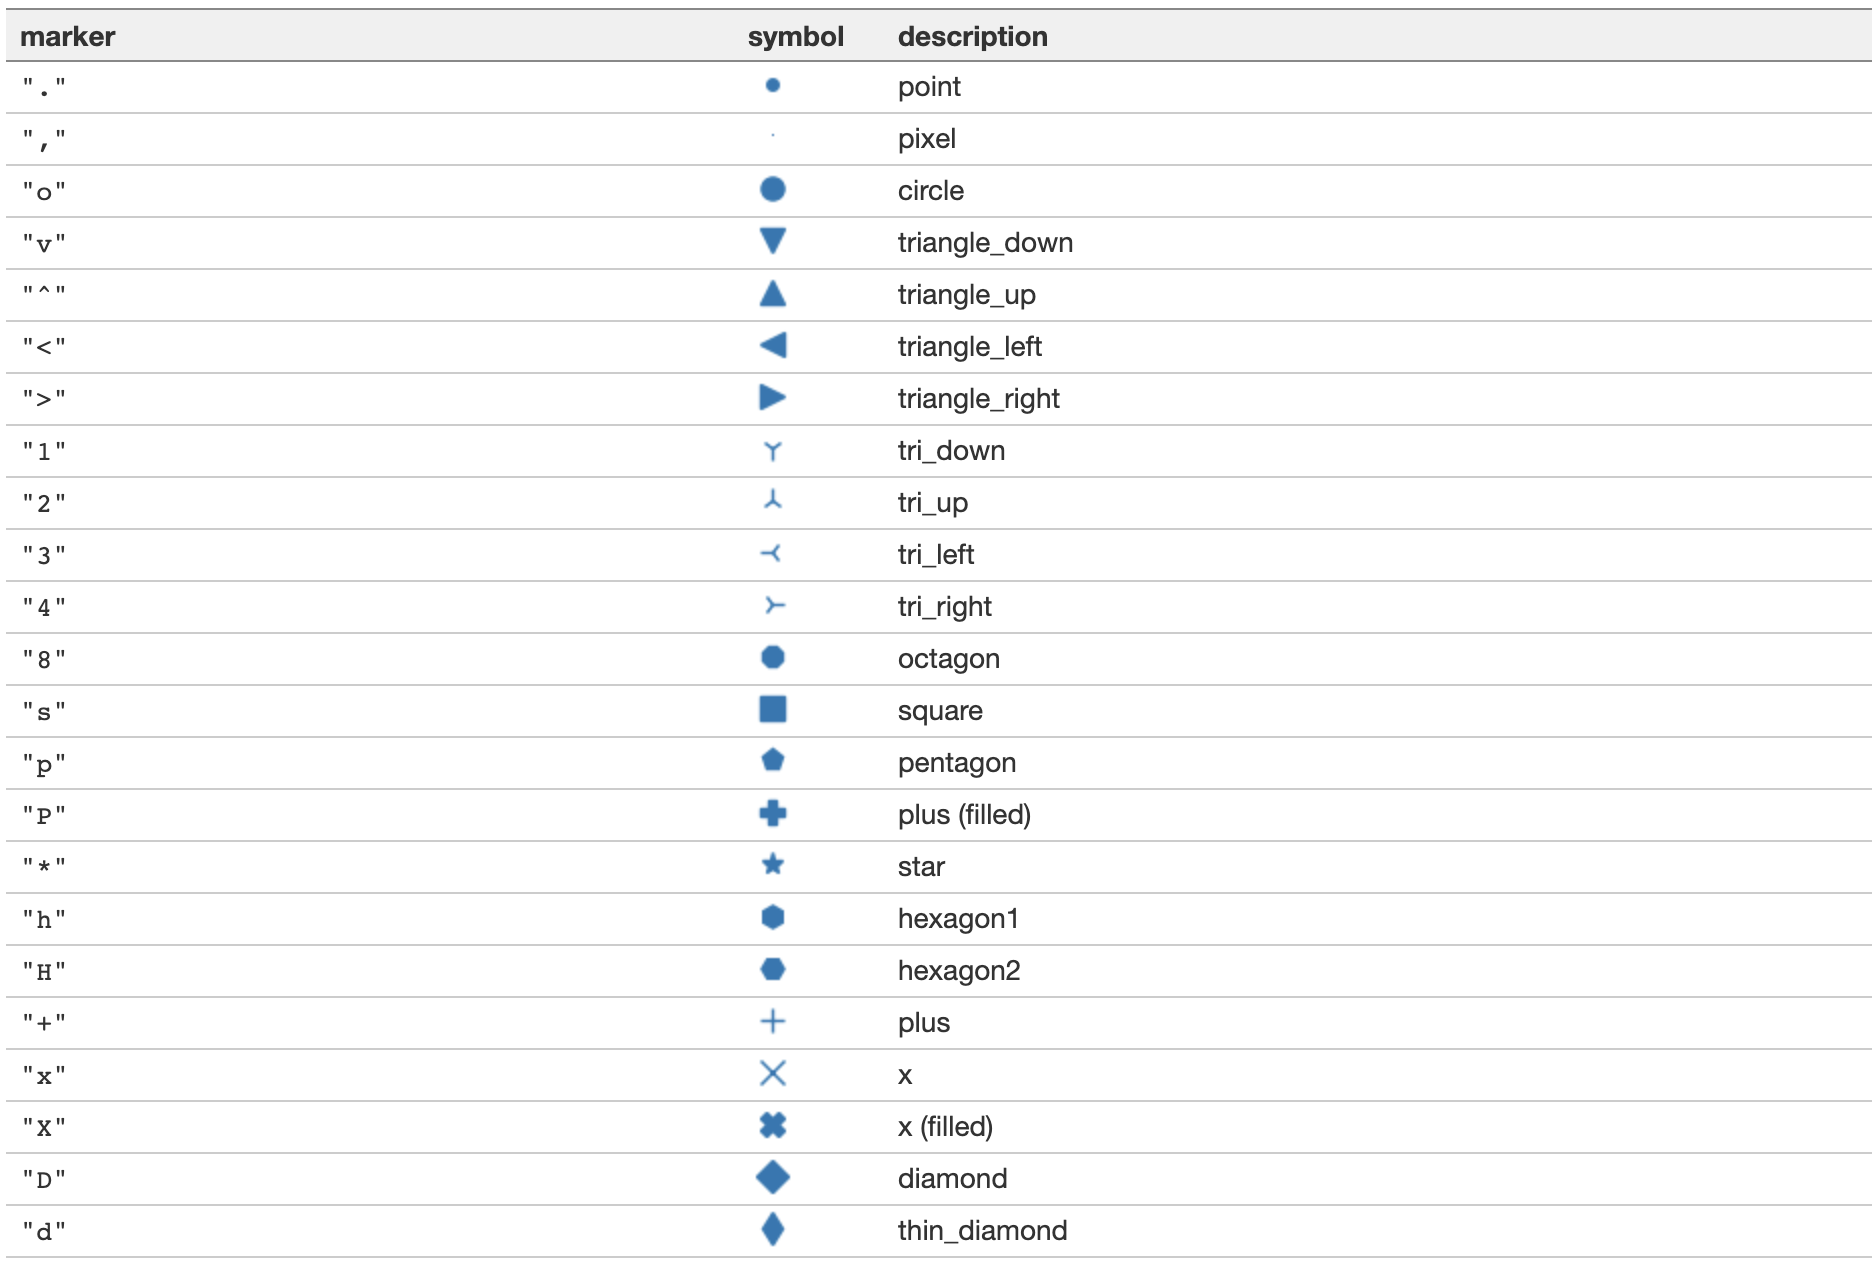 marker symbol description
"." point
"," pixel
"o" circle
"v" triangle_down
"^" triangle_up
"<" triangle_left
">" triangle_right
"1" tri_down
"2" tri_up
"3" tri_left
"4" tri_right
"8" octagon
"s" square
"p" pentagon
"P" plus (filled)
"*" star
"h" hexagon1
"H" hexagon2
"+" plus
"x" x
"X" x (filled)
"D" diamond
"d" thin_diamond